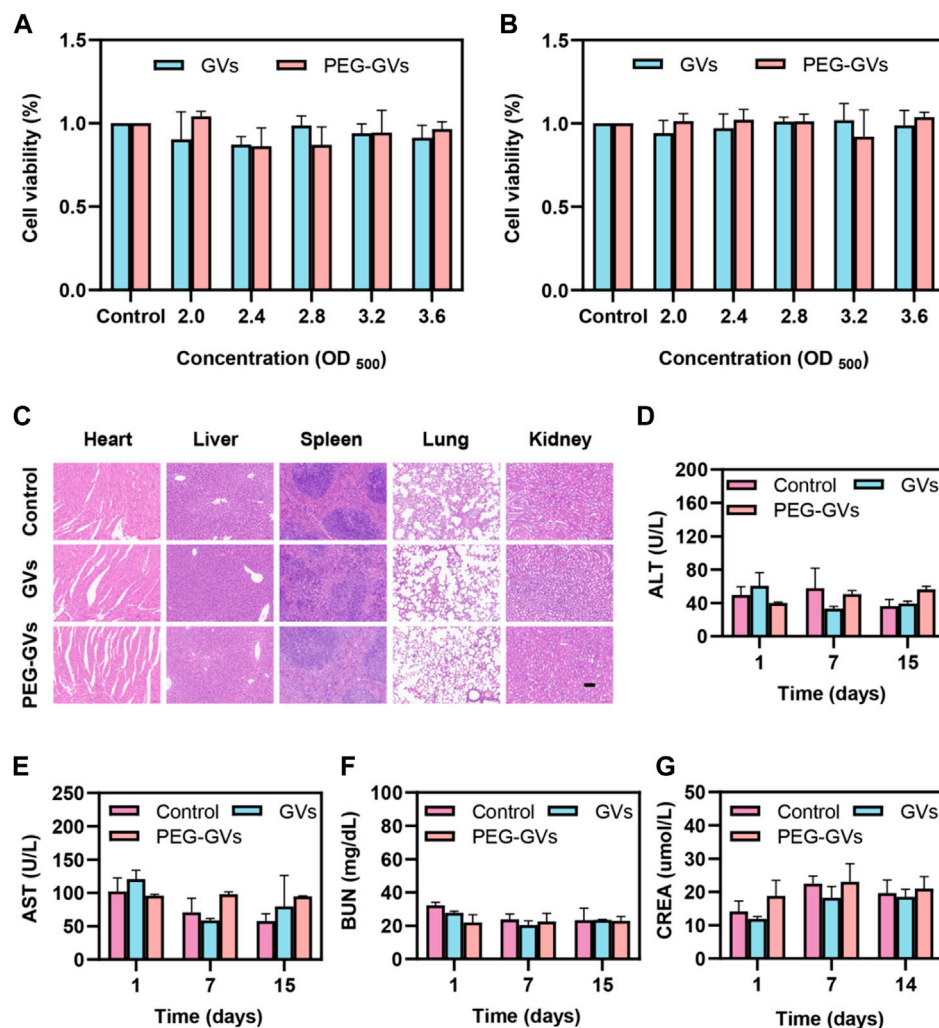 A
1.5
GVs PEG-GVs
1.0
0.5
0.0
Cell viability (%)
Control 2.0 2.4 2.8 3.2 3.6
Concentration (OD 500)
B
1.5
GVs PEG-GVs
1.0
0.5
0.0
Cell viability (%)
Control 2.0 2.4 2.8 3.2 3.6
Concentration (OD 500)
C
Heart Liver Spleen Lung Kidney
Control
GVs
PEG-GVs
D
200
160
120
80
40
0
ALT (U/L)
Control GVs
PEG-GVs
1 7 15
Time (days)
E
250
200
150
100
50
0
AST (U/L)
Control GVs
PEG-GVs
1 7 15
Time (days)
F
100
80
60
40
20
0
BUN (mg/dL)
Control GVs
PEG-GVs
1 7 15
Time (days)
G
50
40
30
20
10
0
CREA (umol/L)
Control GVs
PEG-GVs
1 7 14
Time (days)